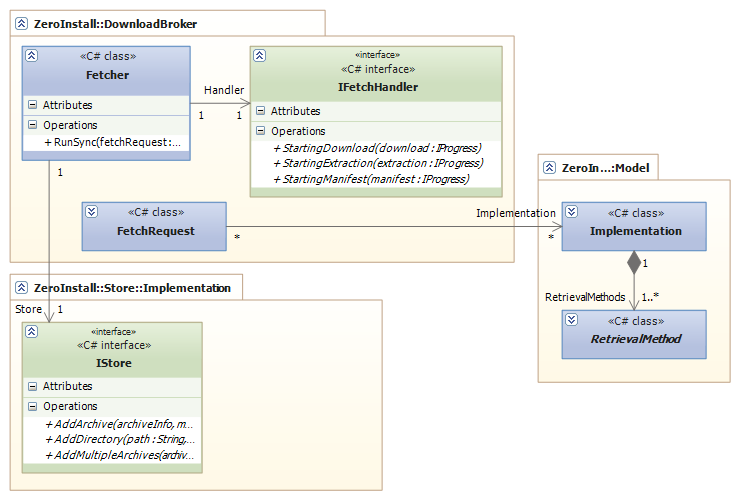 ZeroInstall::DownloadBroker
«C# class»
Fetcher
Attributes
Operations
+ RunSync(fetchRequest:...
Handler
1
1
«interface»
«C# interface»
IFetchHandler
Attributes
Operations
+ StartingDownload(download : IProgress)
+ StartingExtraction(extraction : IProgress)
+ StartingManifest(manifest : IProgress)
1
«C# class»
FetchRequest
*
Implementation
*
ZeroIn...::Model
«C# class»
Implementation
1
RetrievalMethods
1..*
«C# class»
RetrievalMethod
ZeroInstall::Store::Implementation
Store
1
«interface»
«C# interface»
IStore
Attributes
Operations
+ AddArchive(archiveInfo, m...
+ AddDirectory(path : String,...
+ AddMultipleArchives(archiv...